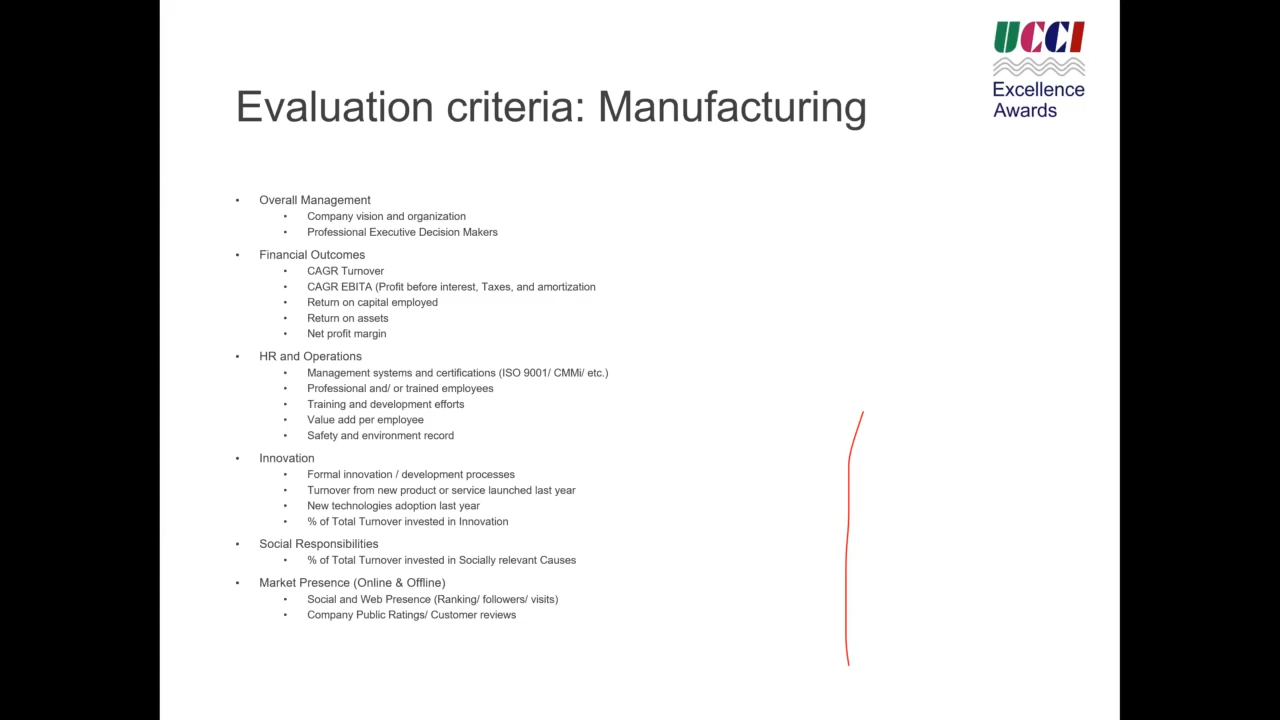 UCCI
Excellence
Awards
Evaluation criteria: Manufacturing
• Overall Management
• Company vision and organization
• Professional Executive Decision Makers
• Financial Outcomes
• CAGR Turnover
• CAGR EBITA (Profit before interest, Taxes, and amortization
• Return on capital employed
• Return on assets
• Net profit margin
• HR and Operations
• Management systems and certifications (ISO 9001/ CMMi/ etc.)
• Professional and/ or trained employees
• Training and development efforts
• Value add per employee
• Safety and environment record
• Innovation
• Formal innovation / development processes
• Turnover from new product or service launched last year
• New technologies adoption last year
• % of Total Turnover invested in Innovation
• Social Responsibilities
• % of Total Turnover invested in Socially relevant Causes
• Market Presence (Online & Offline)
• Social and Web Presence (Ranking/ followers/ visits)
• Company Public Ratings/ Customer reviews